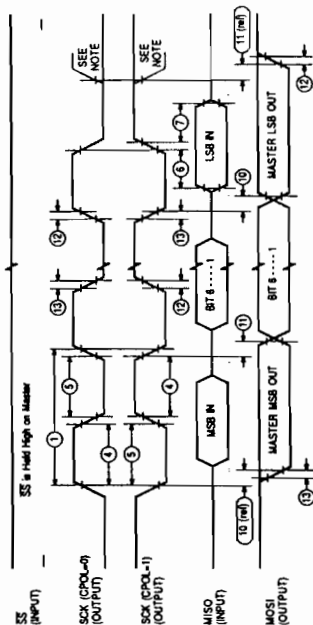 SS
(INPUT)
SS is Held High on Master
SCK (CPOL=0)
(OUTPUT)
SEE
NOTE
1
5
4
13
12
SCK (CPOL=1)
(OUTPUT)
SEE
NOTE
5
4
12
13
MISO
(INPUT)
MSB IN
BIT 6 - - - - 1
LSB IN
6
7
MOSI
(OUTPUT)
10 (ref)
13
MASTER MSB OUT
11
BIT 6 - - - - 1
10
MASTER LSB OUT
11 (ref)
12